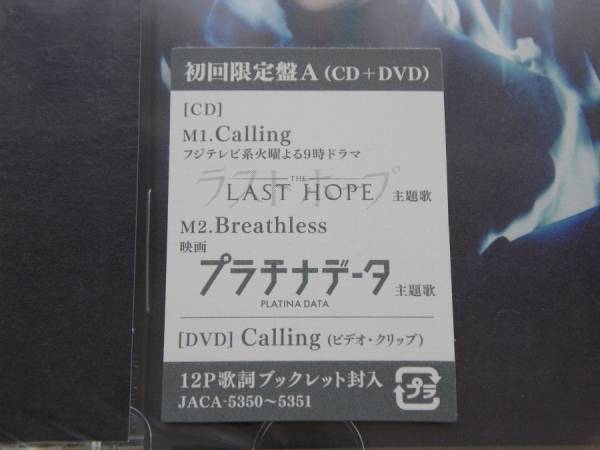 初回限定盤A(CD+DVD)
[CD]
M1.Calling
フジテレビ系火曜よる9時ドラマ
ラストホープ
THE
LAST HOPE 主題歌
M2.Breathless
映画
プラチナデータ 主題歌
PLATINA DATA
[DVD] Calling (ビデオ・クリップ)
12P歌詞ブックレット封入
JACA-5350〜5351
プラ